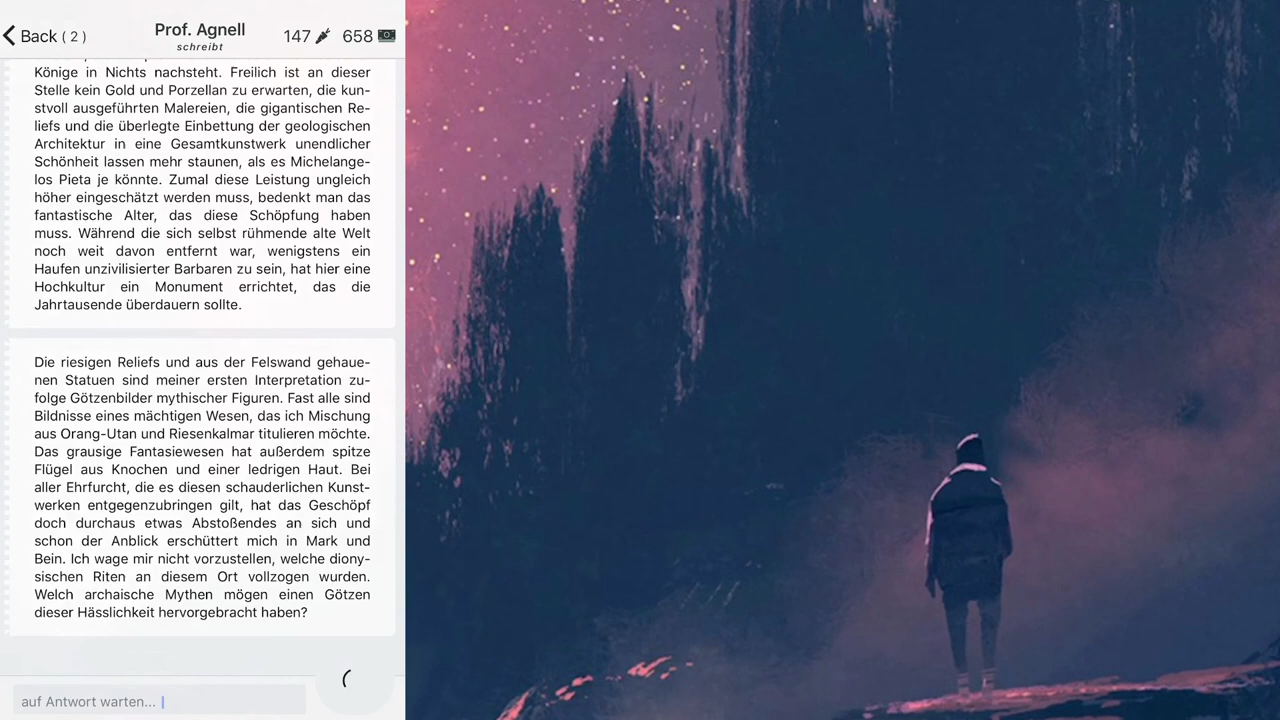 Back ( 2 )
Prof. Agnell
schreibt
147
658
Könige in Nichts nachsteht. Freilich ist an dieser
Stelle kein Gold und Porzellan zu erwarten, die kun-
stvoll ausgeführten Malereien, die gigantischen Re-
liefs und die überlegte Einbettung der geologischen
Architektur in eine Gesamtkunstwerk unendlicher
Schönheit lassen mehr staunen, als es Michelange-
los Pieta je könnte. Zumal diese Leistung ungleich
höher eingeschätzt werden muss, bedenkt man das
fantastische Alter, das diese Schöpfung haben
muss. Während die sich selbst rühmende alte Welt
noch weit davon entfernt war, wenigstens ein
Haufen unzivilisierter Barbaren zu sein, hat hier eine
Hochkultur ein Monument errichtet, das die
Jahrtausende überdauern sollte.
Die riesigen Reliefs und aus der Felswand gehaue-
nen Statuen sind meiner ersten Interpretation zu-
folge Götzenbilder mythischer Figuren. Fast alle sind
Bildnisse eines mächtigen Wesen, das ich Mischung
aus Orang-Utan und Riesenkalmar titulieren möchte.
Das grausige Fantasiewesen hat außerdem spitze
Flügel aus Knochen und einer ledrigen Haut. Bei
aller Ehrfurcht, die es diesen schauderlichen Kunst-
werken entgegenzubringen gilt, hat das Geschöpf
doch durchaus etwas Abstoßendes an sich und
schon der Anblick erschüttert mich in Mark und
Bein. Ich wage mir nicht vorzustellen, welche diony-
sischen Riten an diesem Ort vollzogen wurden.
Welch archaische Mythen mögen einen Götzen
dieser Hässlichkeit hervorgebracht haben?
auf Antwort warten...